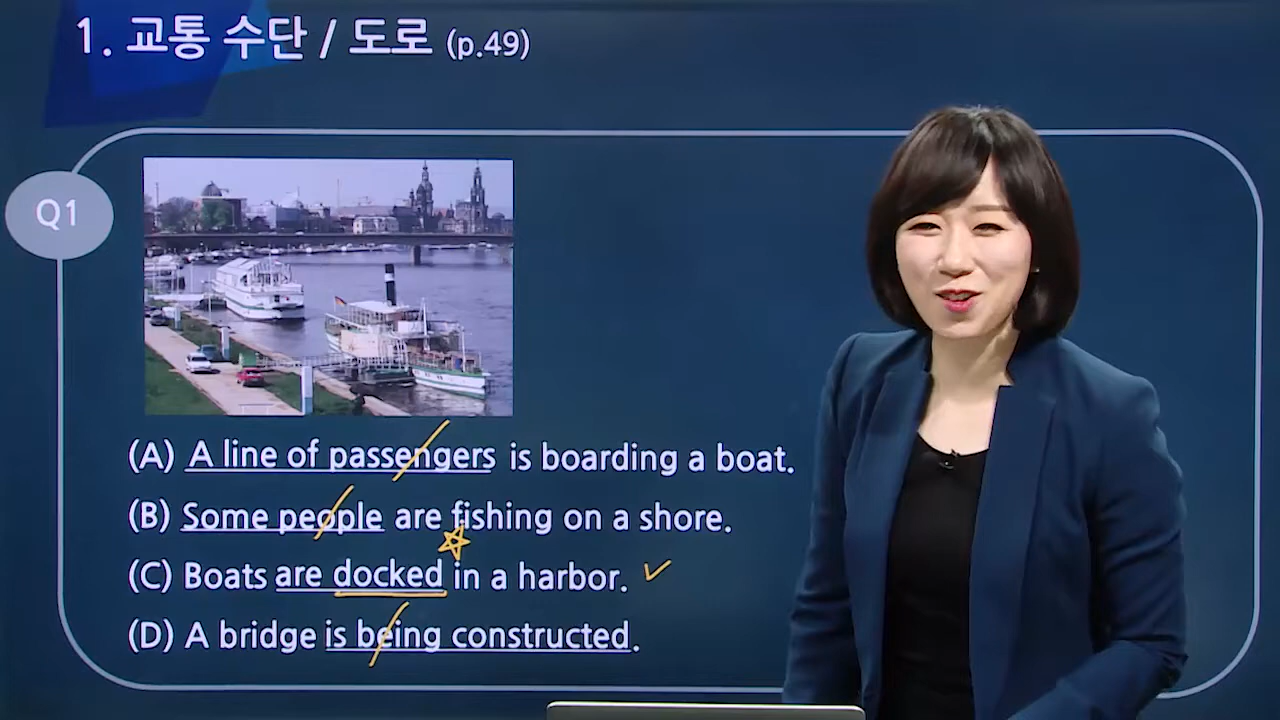 1. 교통 수단 / 도로 (p.49)
Q1
(A) A line of passengers is boarding a boat.
(B) Some people are fishing on a shore.
(C) Boats are docked in a harbor.
(D) A bridge is being constructed.